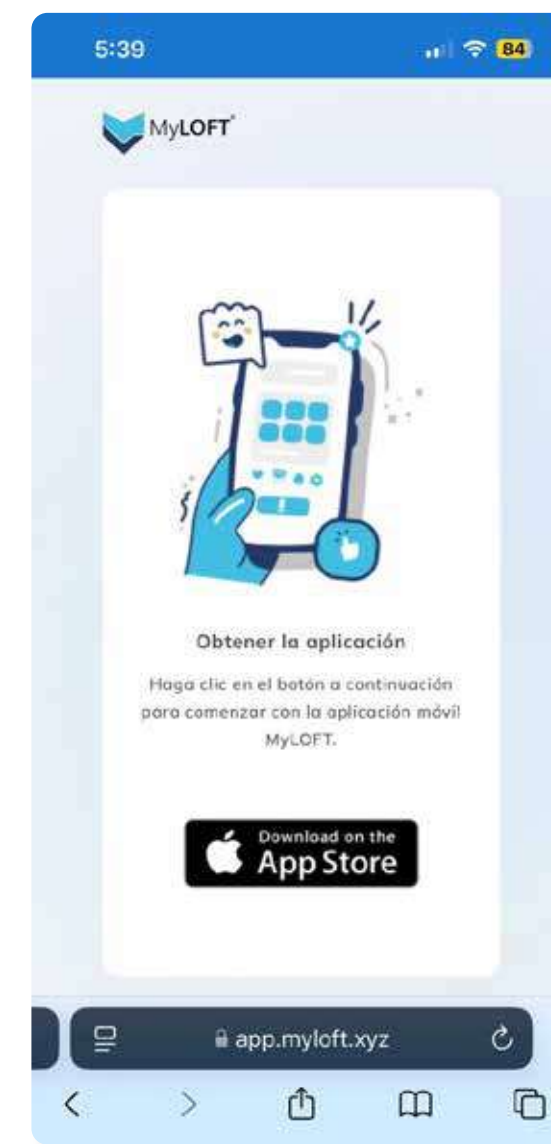 5:39
84
MyLOFT
Obtener la aplicación
Haga clic en el botón a continuación
para comenzar con la aplicación móvil
MyLOFT.
Download on the
App Store
app.myloft.xyz